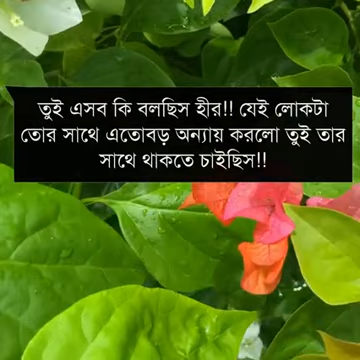 তুই এসব কি বলছিস হীর!! যেই লোকটা
তোর সাথে এতোবড় অন্যায় করলো তুই তার
সাথে থাকতে চাইছিস!!